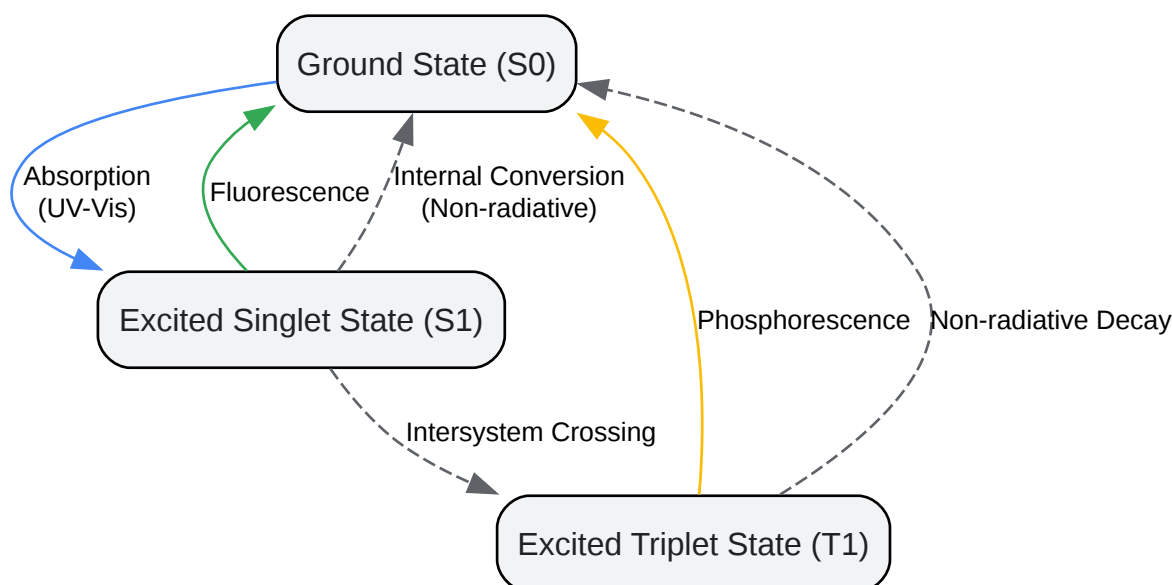 Ground State (S0)
Absorption
(UV-Vis)
Fluorescence
Internal Conversion
(Non-radiative)
Excited Singlet State (S1)
Phosphorescence
Non-radiative Decay
Intersystem Crossing
Excited Triplet State (T1)